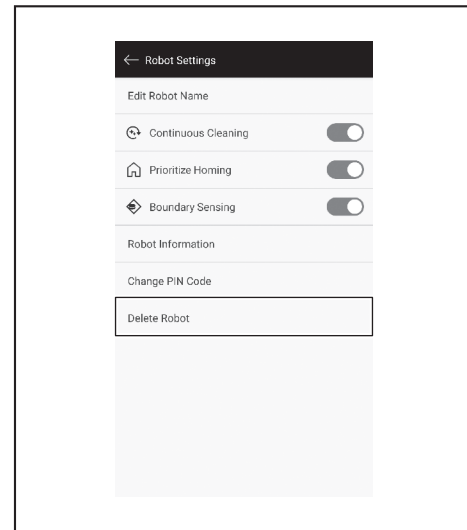 Robot Settings
Edit Robot Name
Continuous Cleaning
Prioritize Homing
Boundary Sensing
Robot Information
Change PIN Code
Delete Robot